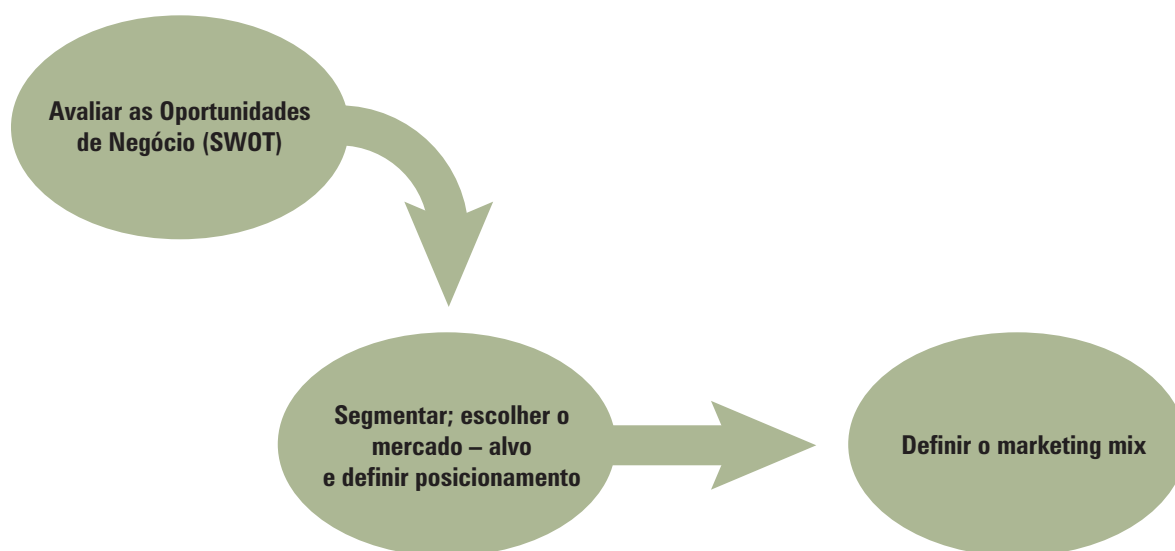 Avaliar as Oportunidades
de Negócio (SWOT)
Segmentar; escolher o
mercado – alvo
e definir posicionamento
Definir o marketing mix